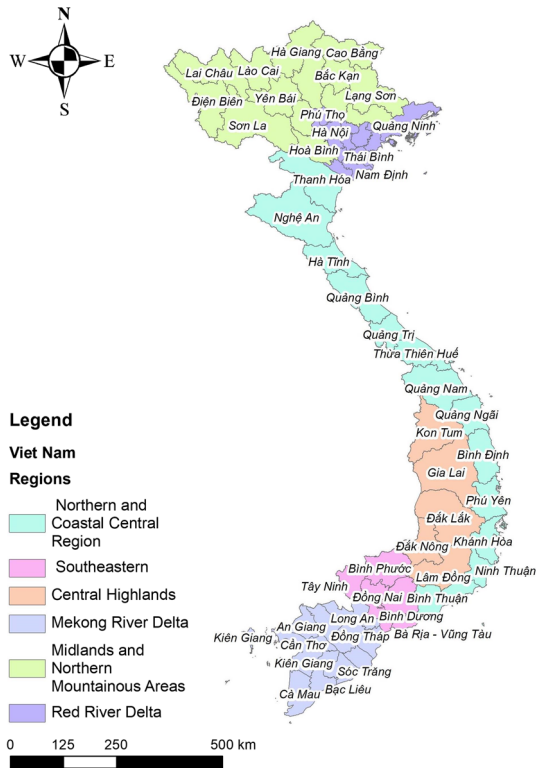 N
W E
S
Hà Giang
Cao Bằng
Lai Châu
Lào Cai
Bắc Kạn
Điện Biên
Yên Bái
Lạng Sơn
Phú Thọ
Sơn La
Hà Nội
Quảng Ninh
Hoà Bình
Thái Bình
Nam Định
Thanh Hóa
Nghệ An
Hà Tĩnh
Quảng Bình
Quảng Trị
Thừa Thiên Huế
Quảng Nam
Quảng Ngãi
Kon Tum
Bình Định
Gia Lai
Phú Yên
Đắk Lắk
Khánh Hòa
Đắk Nông
Ninh Thuận
Bình Phước
Lâm Đồng
Tây Ninh
Đồng Nai
Bình Thuận
Long An
Bình Dương
An Giang
Kiên Giang
Đồng Tháp
Bà Rịa - Vũng Tàu
Cần Thơ
Kiên Giang
Sóc Trăng
Cà Mau
Bạc Liêu
Legend
Viet Nam
Regions
Northern and
Coastal Central
Region
Southeastern
Central Highlands
Mekong River Delta
Midlands and
Northern
Mountainous Areas
Red River Delta
0 125 250 500 km